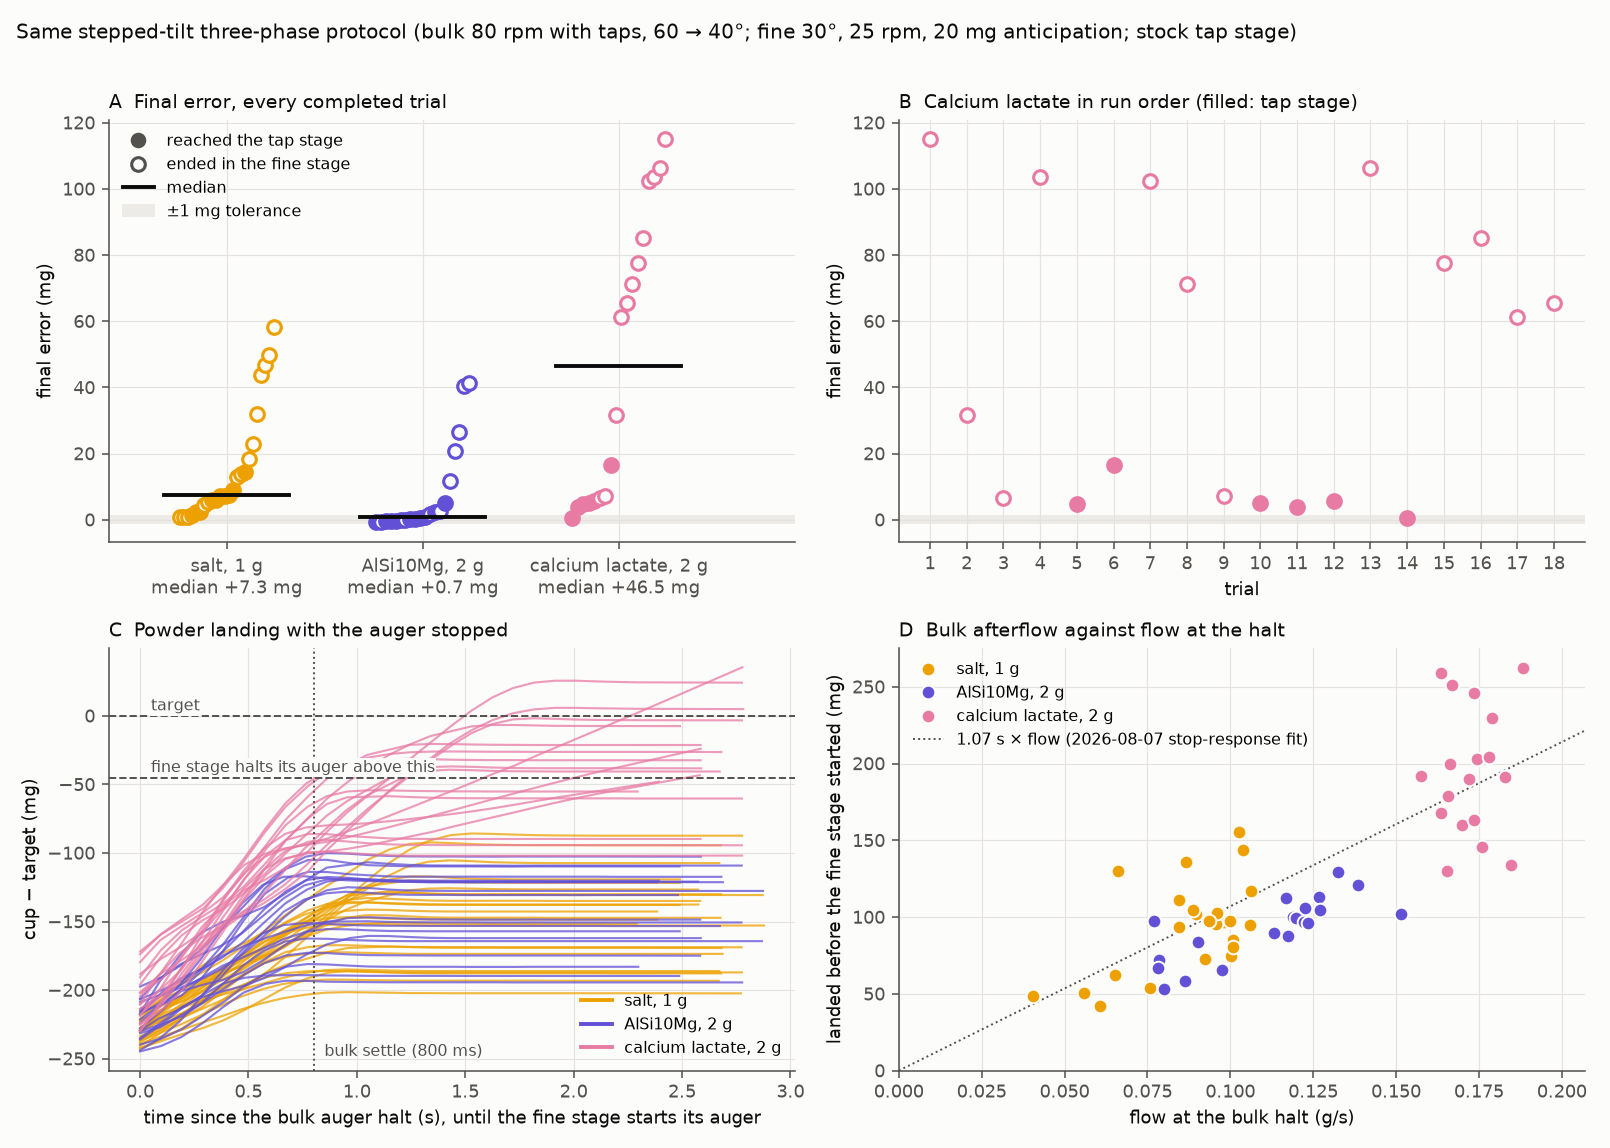 Same stepped-tilt three-phase protocol (bulk 80 rpm with taps, 60 → 40°; fine 30°, 25 rpm, 20 mg anticipation; stock tap stage)
A Final error, every completed trial
120
100
80
60
40
20
0
final error (mg)
reached the tap stage
ended in the fine stage
median
±1 mg tolerance
salt, 1 g
median +7.3 mg
AlSi10Mg, 2 g
median +0.7 mg
calcium lactate, 2 g
median +46.5 mg
B Calcium lactate in run order (filled: tap stage)
120
100
80
60
40
20
0
final error (mg)
1 2 3 4 5 6 7 8 9 10 11 12 13 14 15 16 17 18
trial
C Powder landing with the auger stopped
0
−50
−100
−150
−200
−250
cup − target (mg)
target
fine stage halts its auger above this
bulk settle (800 ms)
salt, 1 g
AlSi10Mg, 2 g
calcium lactate, 2 g
0.0 0.5 1.0 1.5 2.0 2.5 3.0
time since the bulk auger halt (s), until the fine stage starts its auger
D Bulk afterflow against flow at the halt
250
200
150
100
50
0
landed before the fine stage started (mg)
salt, 1 g
AlSi10Mg, 2 g
calcium lactate, 2 g
1.07 s × flow (2026-08-07 stop-response fit)
0.000 0.025 0.050 0.075 0.100 0.125 0.150 0.175 0.200
flow at the bulk halt (g/s)